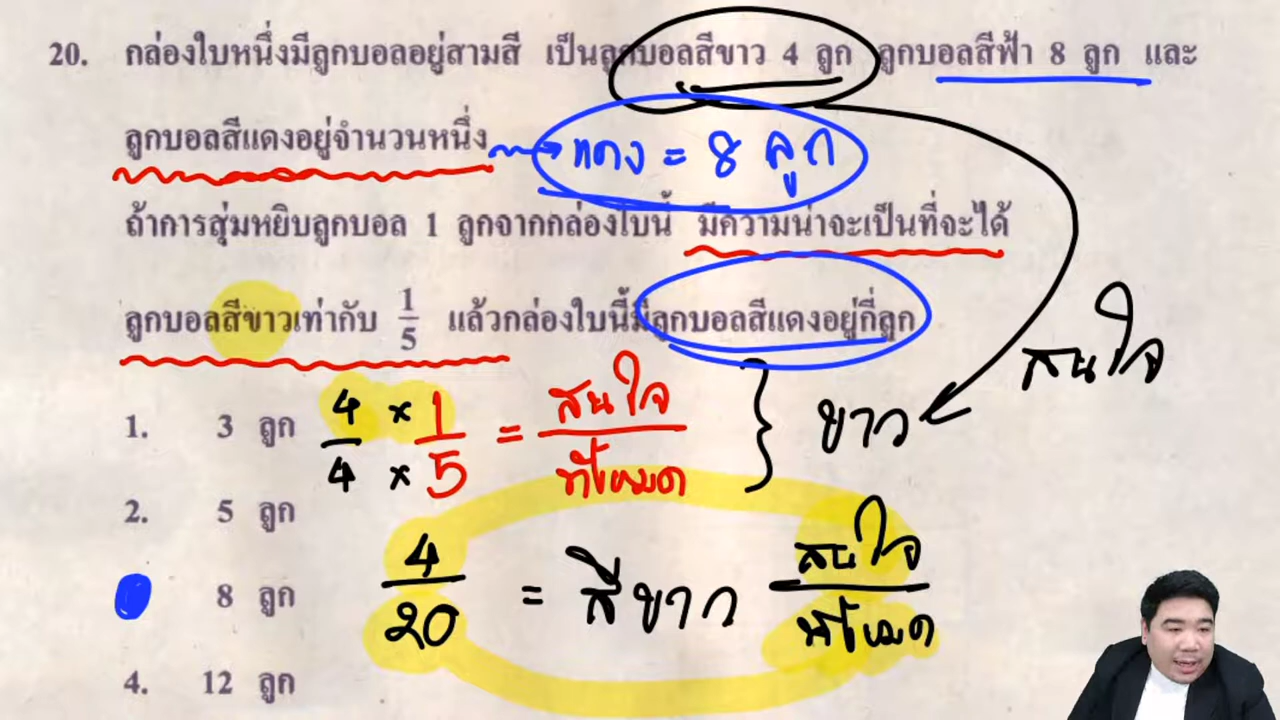 20. กล่องใบหนึ่งมีลูกบอลอยู่สามสี เป็นลูกบอลสีขาว 4 ลูก ลูกบอลสีฟ้า 8 ลูก และ
ลูกบอลสีแดงอยู่จำนวนหนึ่ง แดง = 8 ลูก
ถ้าการสุ่มหยิบลูกบอล 1 ลูกจากกล่องใบนี้ มีความน่าจะเป็นที่จะได้
ลูกบอลสีขาวเท่ากับ 1/5 แล้วกล่องใบนี้มีลูกบอลสีแดงอยู่กี่ลูก
สนใจ
1. 3 ลูก 4/4 × 1/5 = สนใจ/ทั้งหมด } ขาว
2. 5 ลูก
8 ลูก 4/20 = สีขาว สนใจ/ทั้งหมด
4. 12 ลูก